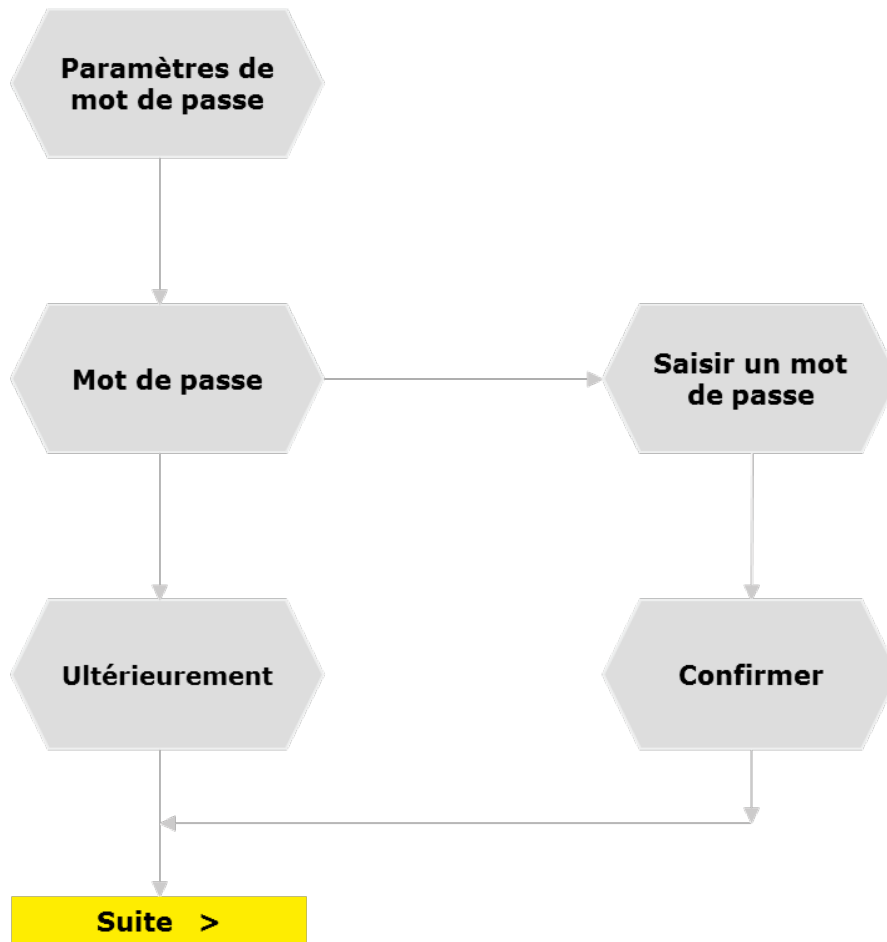 Paramètres de
mot de passe
Mot de passe
Saisir un mot
de passe
Ultérieurement
Confirmer
Suite >